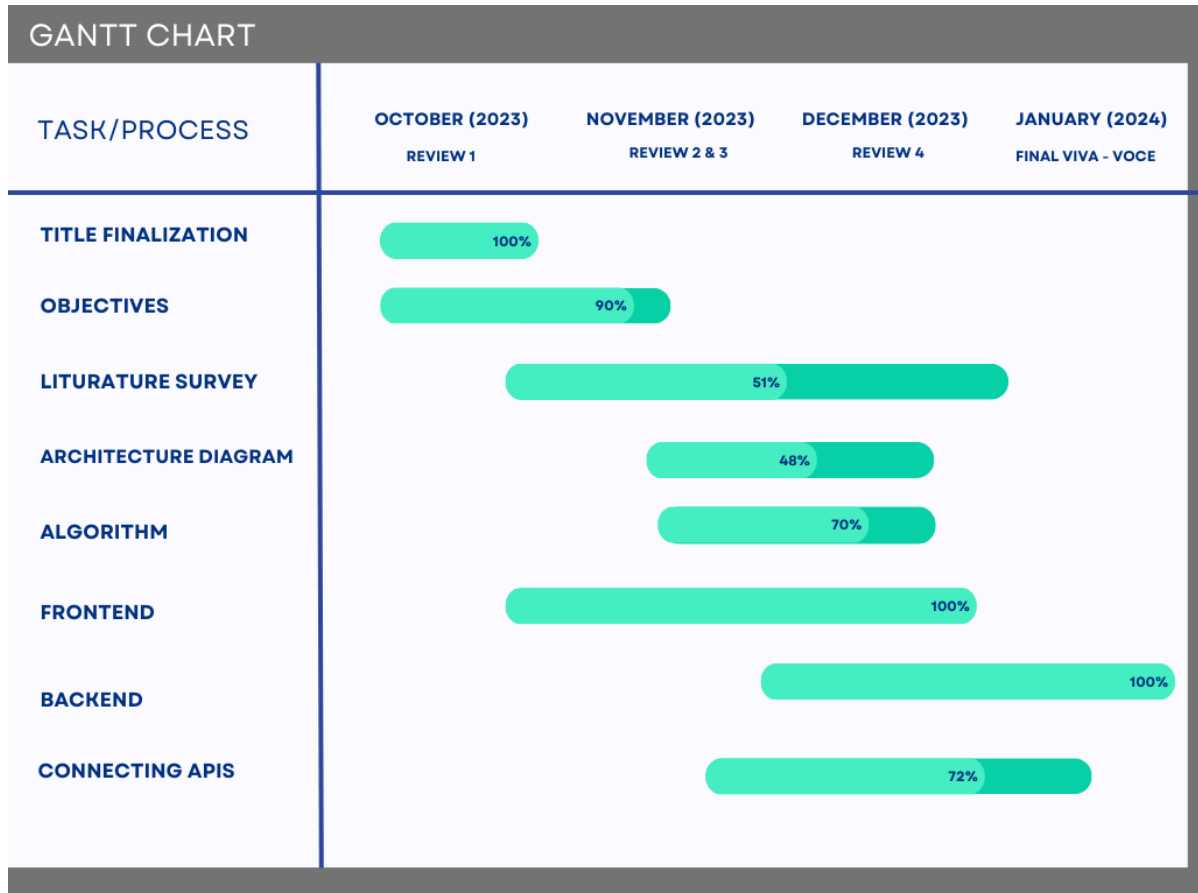 GANTT CHART
TASK/PROCESS
OCTOBER (2023)
REVIEW 1
NOVEMBER (2023)
REVIEW 2 & 3
DECEMBER (2023)
REVIEW 4
JANUARY (2024)
FINAL VIVA - VOCE
TITLE FINALIZATION
100%
OBJECTIVES
90%
LITURATURE SURVEY
51%
ARCHITECTURE DIAGRAM
48%
ALGORITHM
70%
FRONTEND
100%
BACKEND
100%
CONNECTING APIS
72%